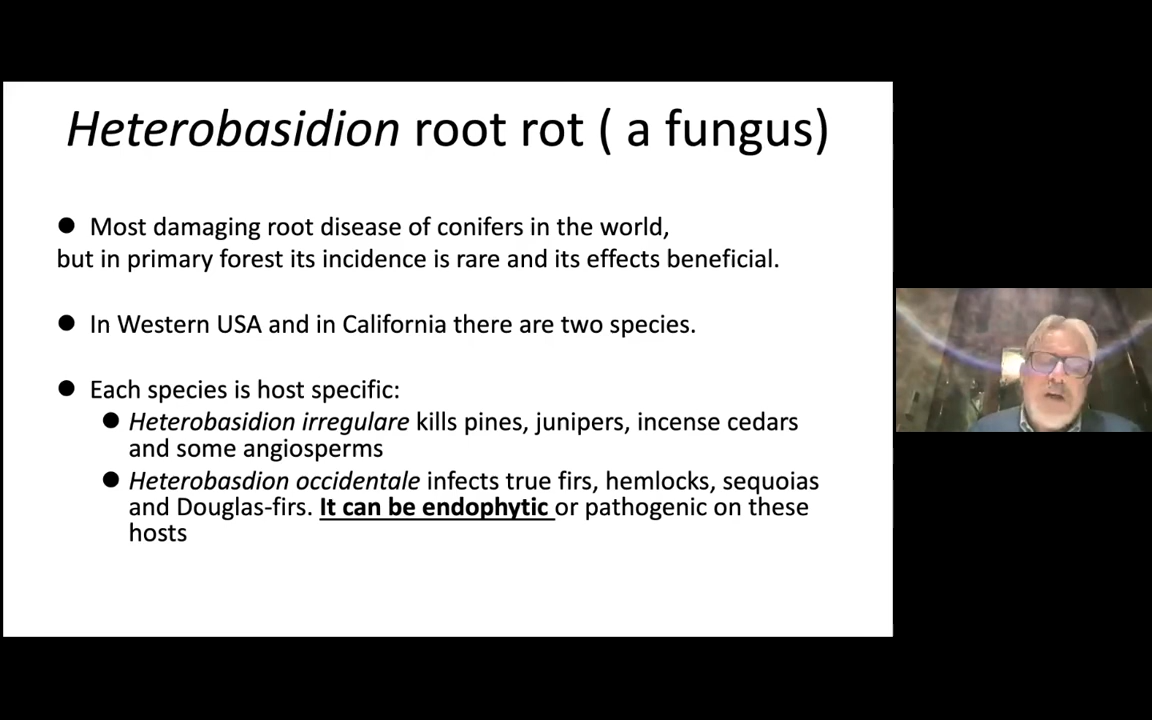 Heterobasidion root rot ( a fungus)
● Most damaging root disease of conifers in the world,
but in primary forest its incidence is rare and its effects beneficial.
● In Western USA and in California there are two species.
● Each species is host specific:
● Heterobasidion irregulare kills pines, junipers, incense cedars
and some angiosperms
● Heterobasdion occidentale infects true firs, hemlocks, sequoias
and Douglas-firs. It can be endophytic or pathogenic on these
hosts